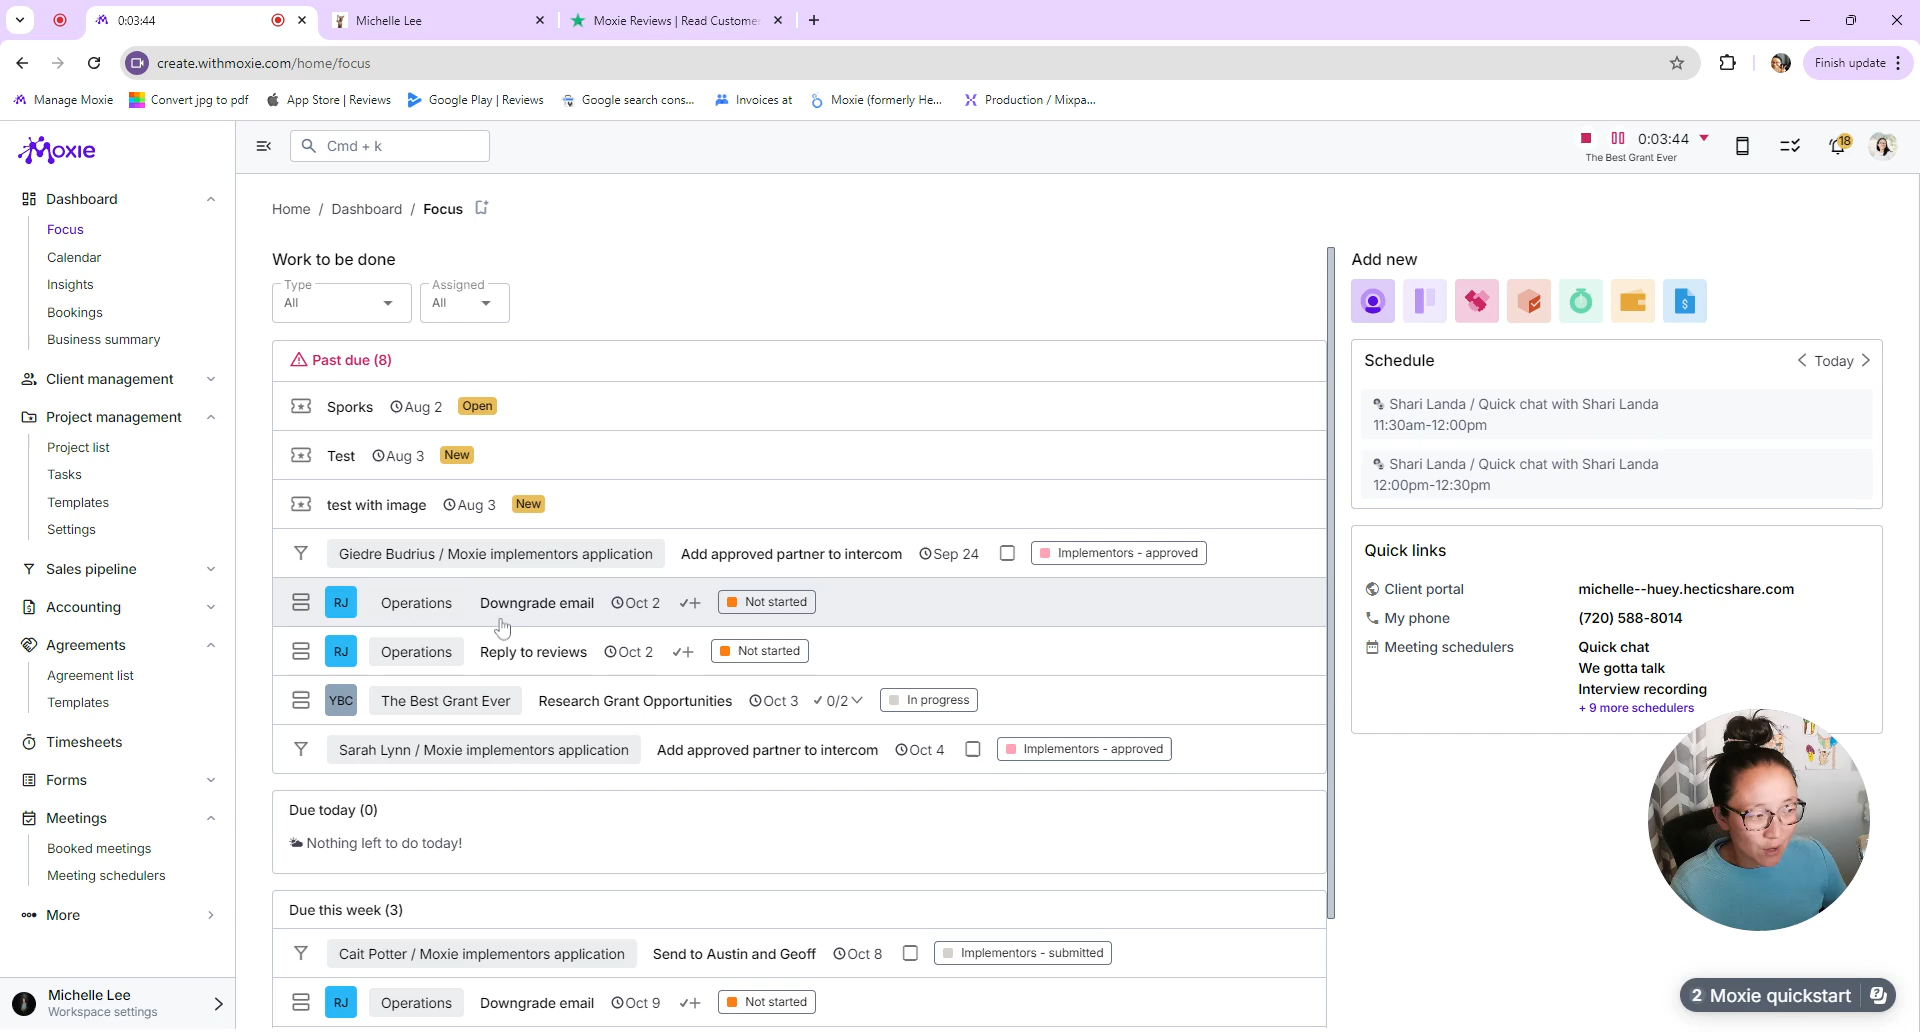 0:03:44
Michelle Lee
Moxie Reviews | Read Custome
create.withmoxie.com/home/focus
Finish update
Manage Moxie
Convert jpg to pdf
App Store | Reviews
Google Play | Reviews
Google search cons...
Invoices at
Moxie (formerly He...
Production / Mixpa...
Moxie
Cmd + k
0:03:44
The Best Grant Ever
18
Dashboard
Focus
Calendar
Insights
Bookings
Business summary
Client management
Project management
Project list
Tasks
Templates
Settings
Sales pipeline
Accounting
Agreements
Agreement list
Templates
Timesheets
Forms
Meetings
Booked meetings
Meeting schedulers
More
Michelle Lee
Workspace settings
Home / Dashboard / Focus
Work to be done
Type
All
Assigned
All
Past due (8)
Sporks Aug 2 Open
Test Aug 3 New
test with image Aug 3 New
Giedre Budrius / Moxie implementors application Add approved partner to intercom Sep 24 Implementors - approved
RJ Operations Downgrade email Oct 2 Not started
RJ Operations Reply to reviews Oct 2 Not started
YBC The Best Grant Ever Research Grant Opportunities Oct 3 0/2 In progress
Sarah Lynn / Moxie implementors application Add approved partner to intercom Oct 4 Implementors - approved
Due today (0)
Nothing left to do today!
Due this week (3)
Cait Potter / Moxie implementors application Send to Austin and Geoff Oct 8 Implementors - submitted
RJ Operations Downgrade email Oct 9 Not started
Add new
Schedule
Today
Shari Landa / Quick chat with Shari Landa
11:30am-12:00pm
Shari Landa / Quick chat with Shari Landa
12:00pm-12:30pm
Quick links
Client portal michelle--huey.hecticshare.com
My phone (720) 588-8014
Meeting schedulers Quick chat
We gotta talk
Interview recording
+ 9 more schedulers
2 Moxie quickstart